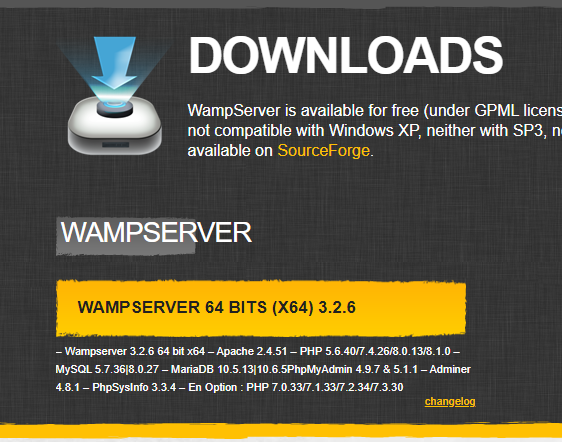 DOWNLOADS
WampServer is available for free (under GPML licens
not compatible with Windows XP, neither with SP3, n
available on SourceForge.
WAMPSERVER
WAMPSERVER 64 BITS (X64) 3.2.6
– Wampserver 3.2.6 64 bit x64 – Apache 2.4.51 – PHP 5.6.40/7.4.26/8.0.13/8.1.0 –
MySQL 5.7.36|8.0.27 – MariaDB 10.5.13|10.6.5PhpMyAdmin 4.9.7 & 5.1.1 – Adminer
4.8.1 – PhpSysInfo 3.3.4 – En Option : PHP 7.0.33/7.1.33/7.2.34/7.3.30
changelog